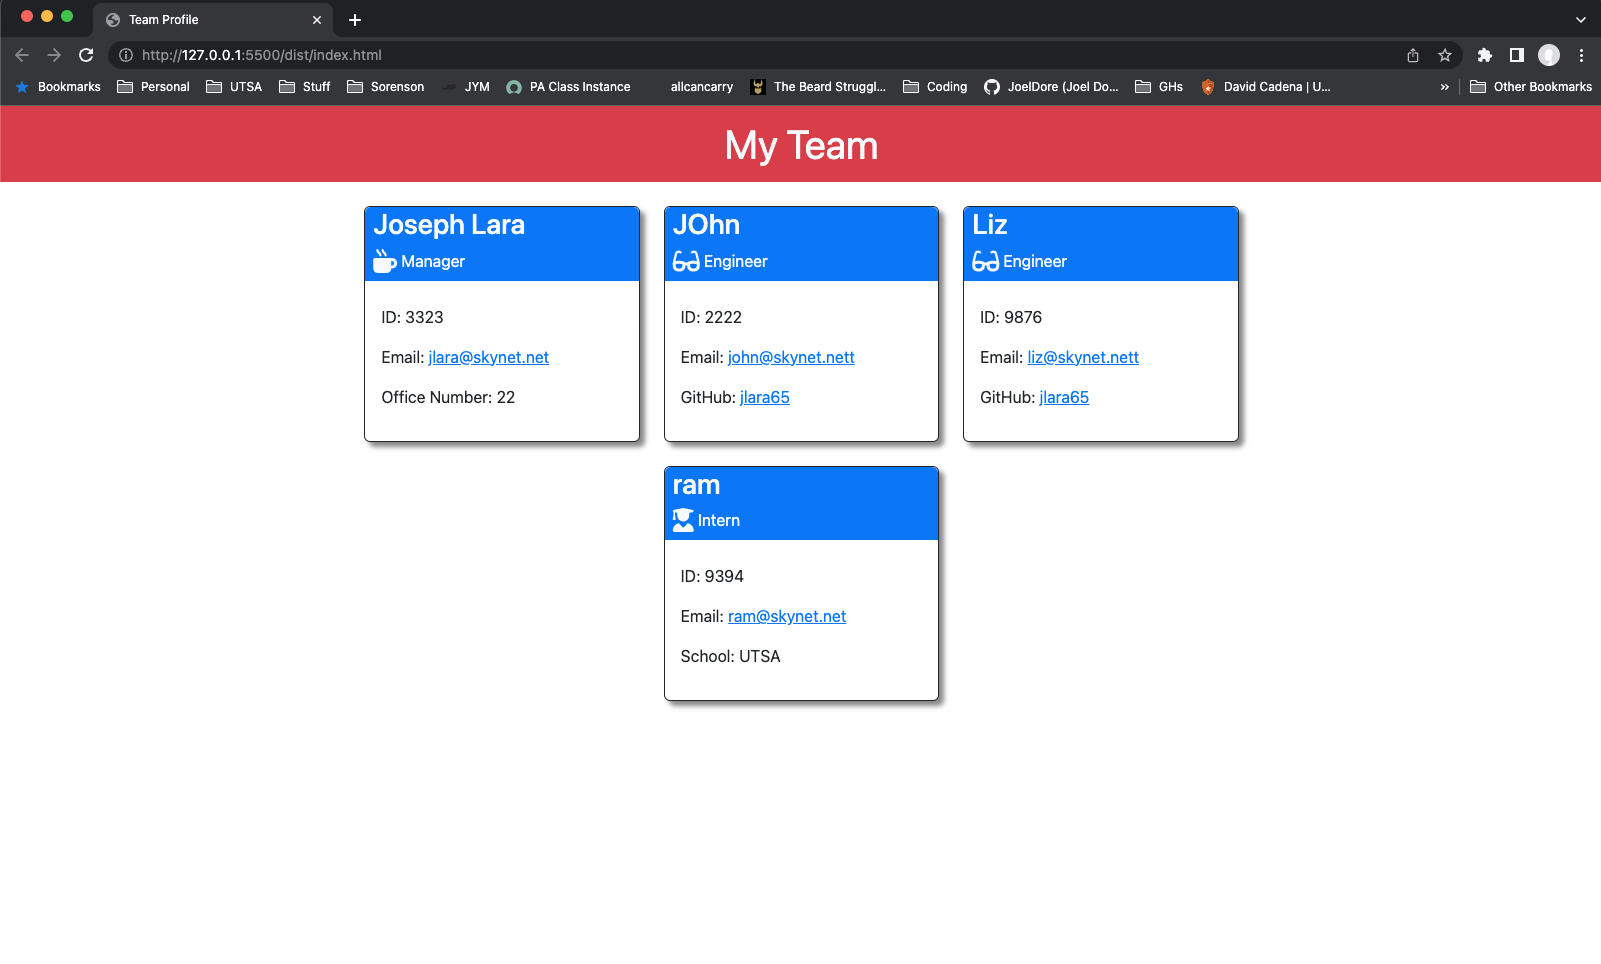 Team Profile
http://127.0.0.1:5500/dist/index.html
Bookmarks Personal UTSA Stuff Sorenson JYM PA Class Instance allcancarry The Beard Struggl... Coding JoelDore (Joel Do... GHs David Cadena | U... » Other Bookmarks
My Team
Joseph Lara
Manager
ID: 3323
Email: jlara@skynet.net
Office Number: 22
JOhn
Engineer
ID: 2222
Email: john@skynet.nett
GitHub: jlara65
Liz
Engineer
ID: 9876
Email: liz@skynet.nett
GitHub: jlara65
ram
Intern
ID: 9394
Email: ram@skynet.net
School: UTSA